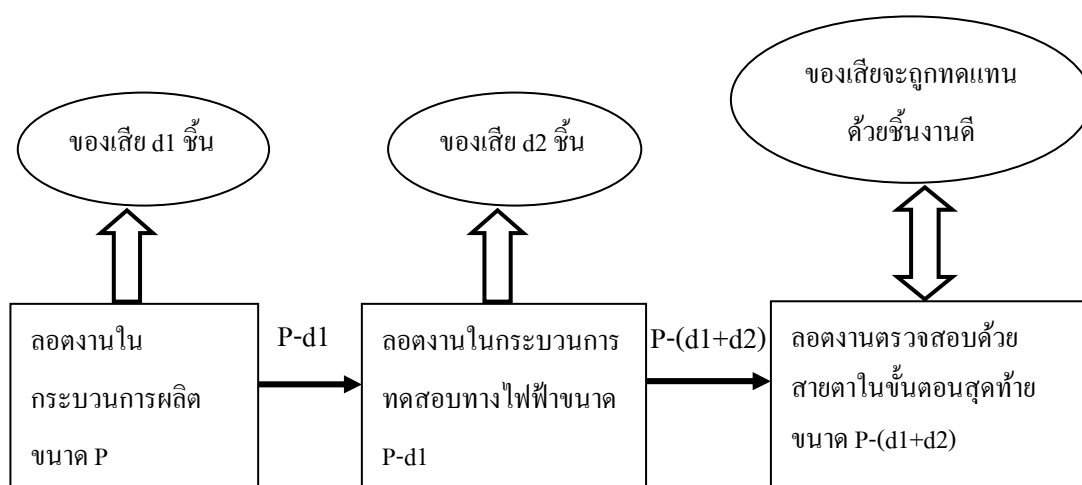 ของเสียจะถูกทดแทน
ด้วยชิ้นงานดี
ของเสีย d1 ชิ้น
ของเสีย d2 ชิ้น
ลอตงานใน
กระบวนการผลิต
ขนาด P
P-d1
ลอตงานในกระบวนการ
ทดสอบทางไฟฟ้าขนาด
P-d1
P-(d1+d2)
ลอตงานตรวจสอบด้วย
สายตาในขั้นตอนสุดท้าย
ขนาด P-(d1+d2)